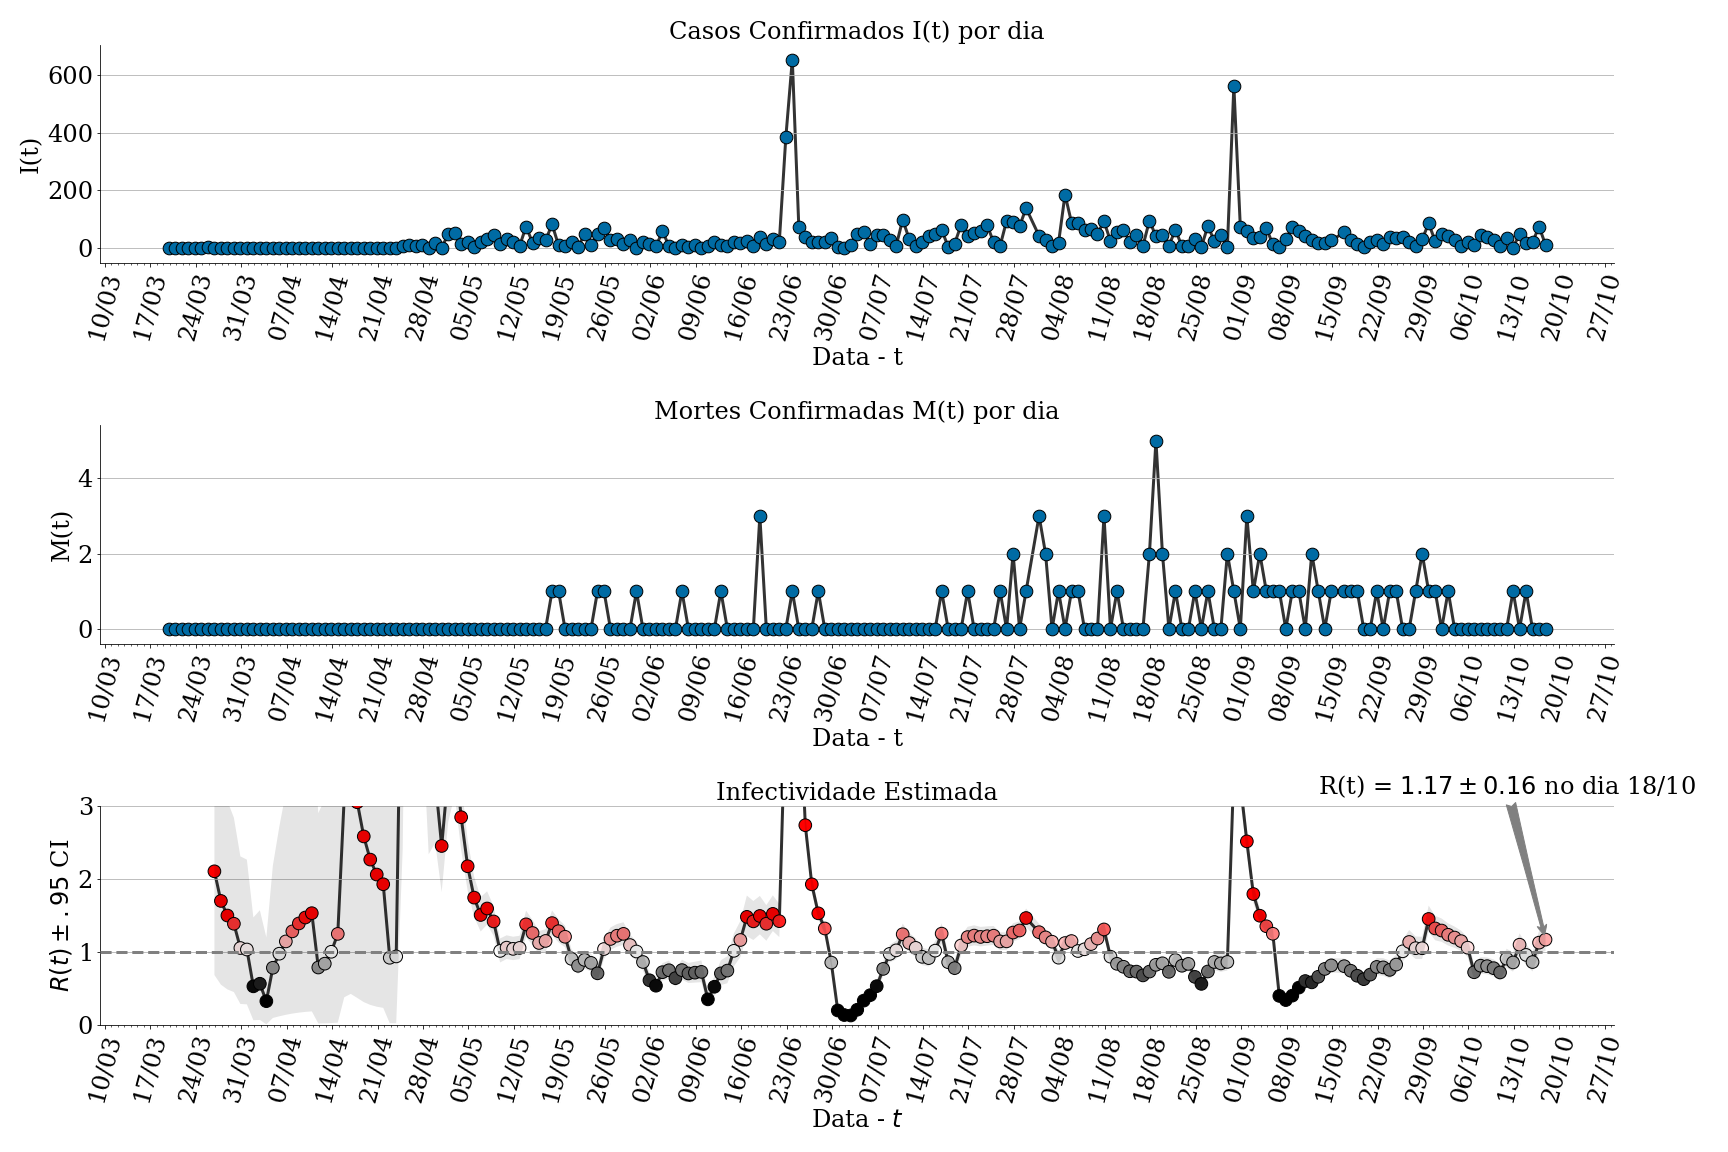 Casos Confirmados I(t) por dia
I(t)
600
400
200
0
10/03 17/03 24/03 31/03 07/04 14/04 21/04 28/04 05/05 12/05 19/05 26/05 02/06 09/06 16/06 23/06 30/06 07/07 14/07 21/07 28/07 04/08 11/08 18/08 25/08 01/09 08/09 15/09 22/09 29/09 06/10 13/10 20/10 27/10
Data - t
Mortes Confirmadas M(t) por dia
M(t)
4
2
0
10/03 17/03 24/03 31/03 07/04 14/04 21/04 28/04 05/05 12/05 19/05 26/05 02/06 09/06 16/06 23/06 30/06 07/07 14/07 21/07 28/07 04/08 11/08 18/08 25/08 01/09 08/09 15/09 22/09 29/09 06/10 13/10 20/10 27/10
Data - t
Infectividade Estimada
R(t) = 1.17 ± 0.16 no dia 18/10
R(t) ± .95 CI
3
2
1
0
10/03 17/03 24/03 31/03 07/04 14/04 21/04 28/04 05/05 12/05 19/05 26/05 02/06 09/06 16/06 23/06 30/06 07/07 14/07 21/07 28/07 04/08 11/08 18/08 25/08 01/09 08/09 15/09 22/09 29/09 06/10 13/10 20/10 27/10
Data - t